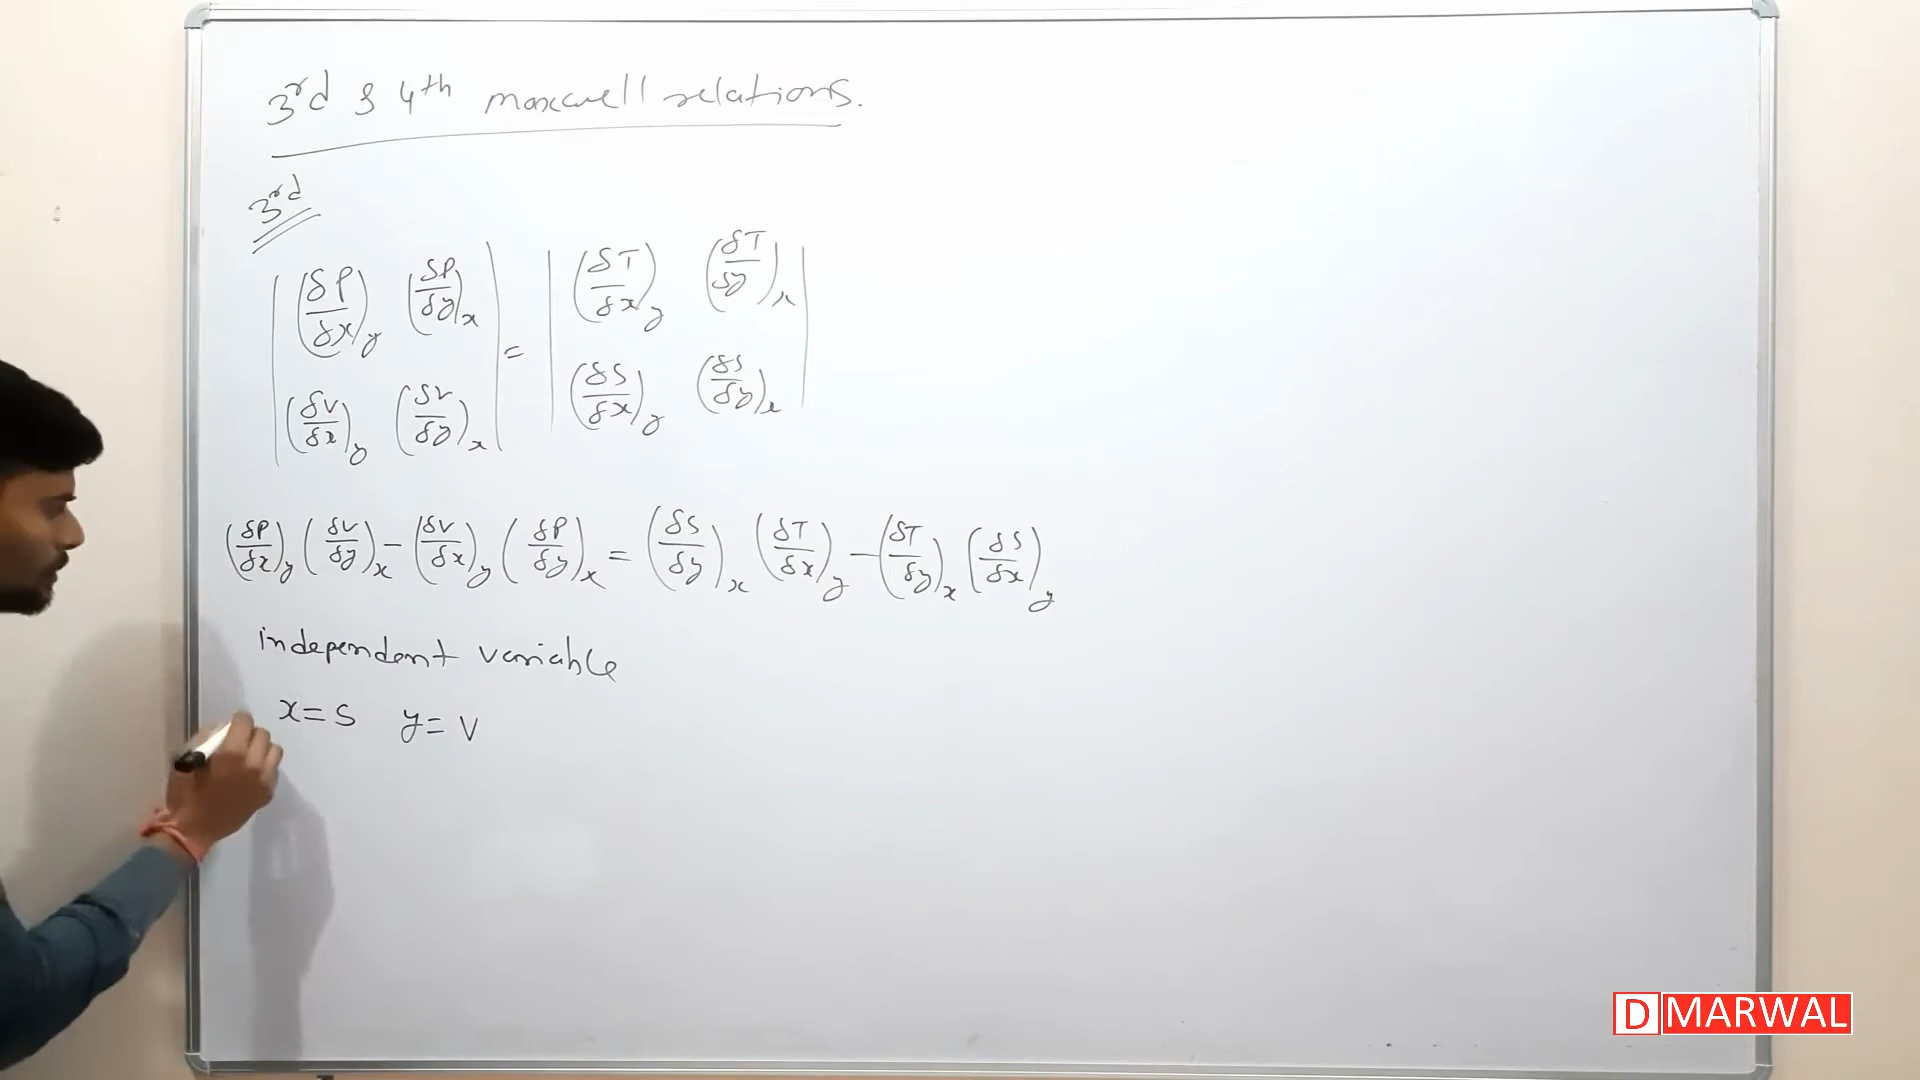 3rd & 4th maxwell relations.
3rd
| (δP/δx)y (δP/δy)x | = | (δT/δx)y (δT/δy)x |
| (δV/δx)y (δV/δy)x | | (δS/δx)y (δS/δy)x |
(δP/δx)y (δV/δy)x - (δV/δx)y (δP/δy)x = (δS/δy)x (δT/δx)y - (δT/δy)x (δS/δx)y
independent variable
x = S y = V
D MARWAL